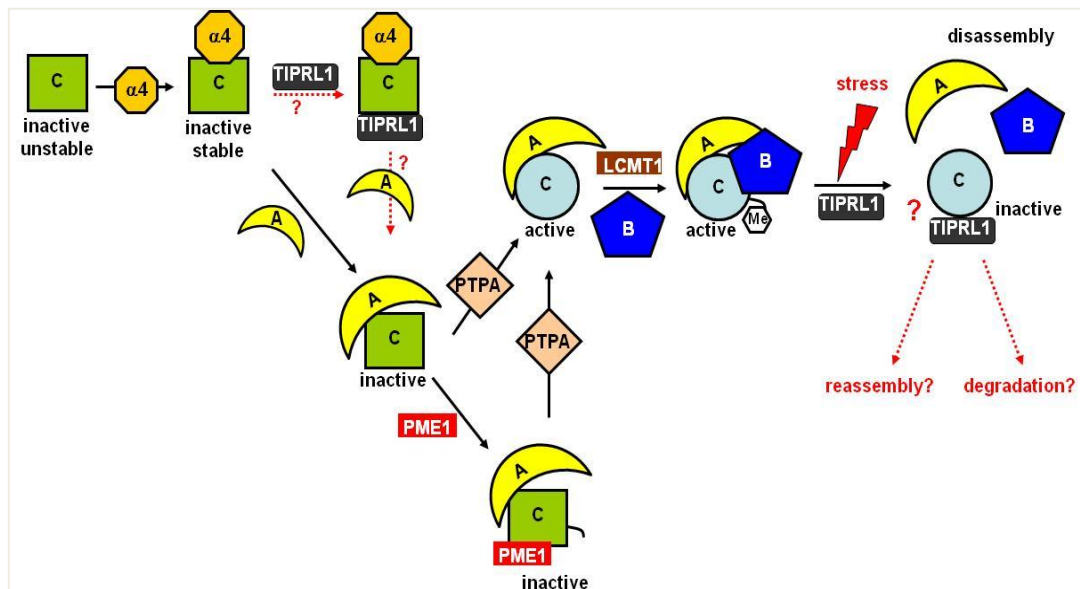 α4
C
inactive
unstable
α4
α4
C
inactive
stable
TIPRL1
?
α4
C
TIPRL1
?
A
A
A
C
inactive
PTPA
PTPA
PME1
A
C
PME1
inactive
A
C
active
LCMT1
B
A
B
C
Me
active
stress
TIPRL1
disassembly
A
B
C
?
TIPRL1
inactive
reassembly?
degradation?